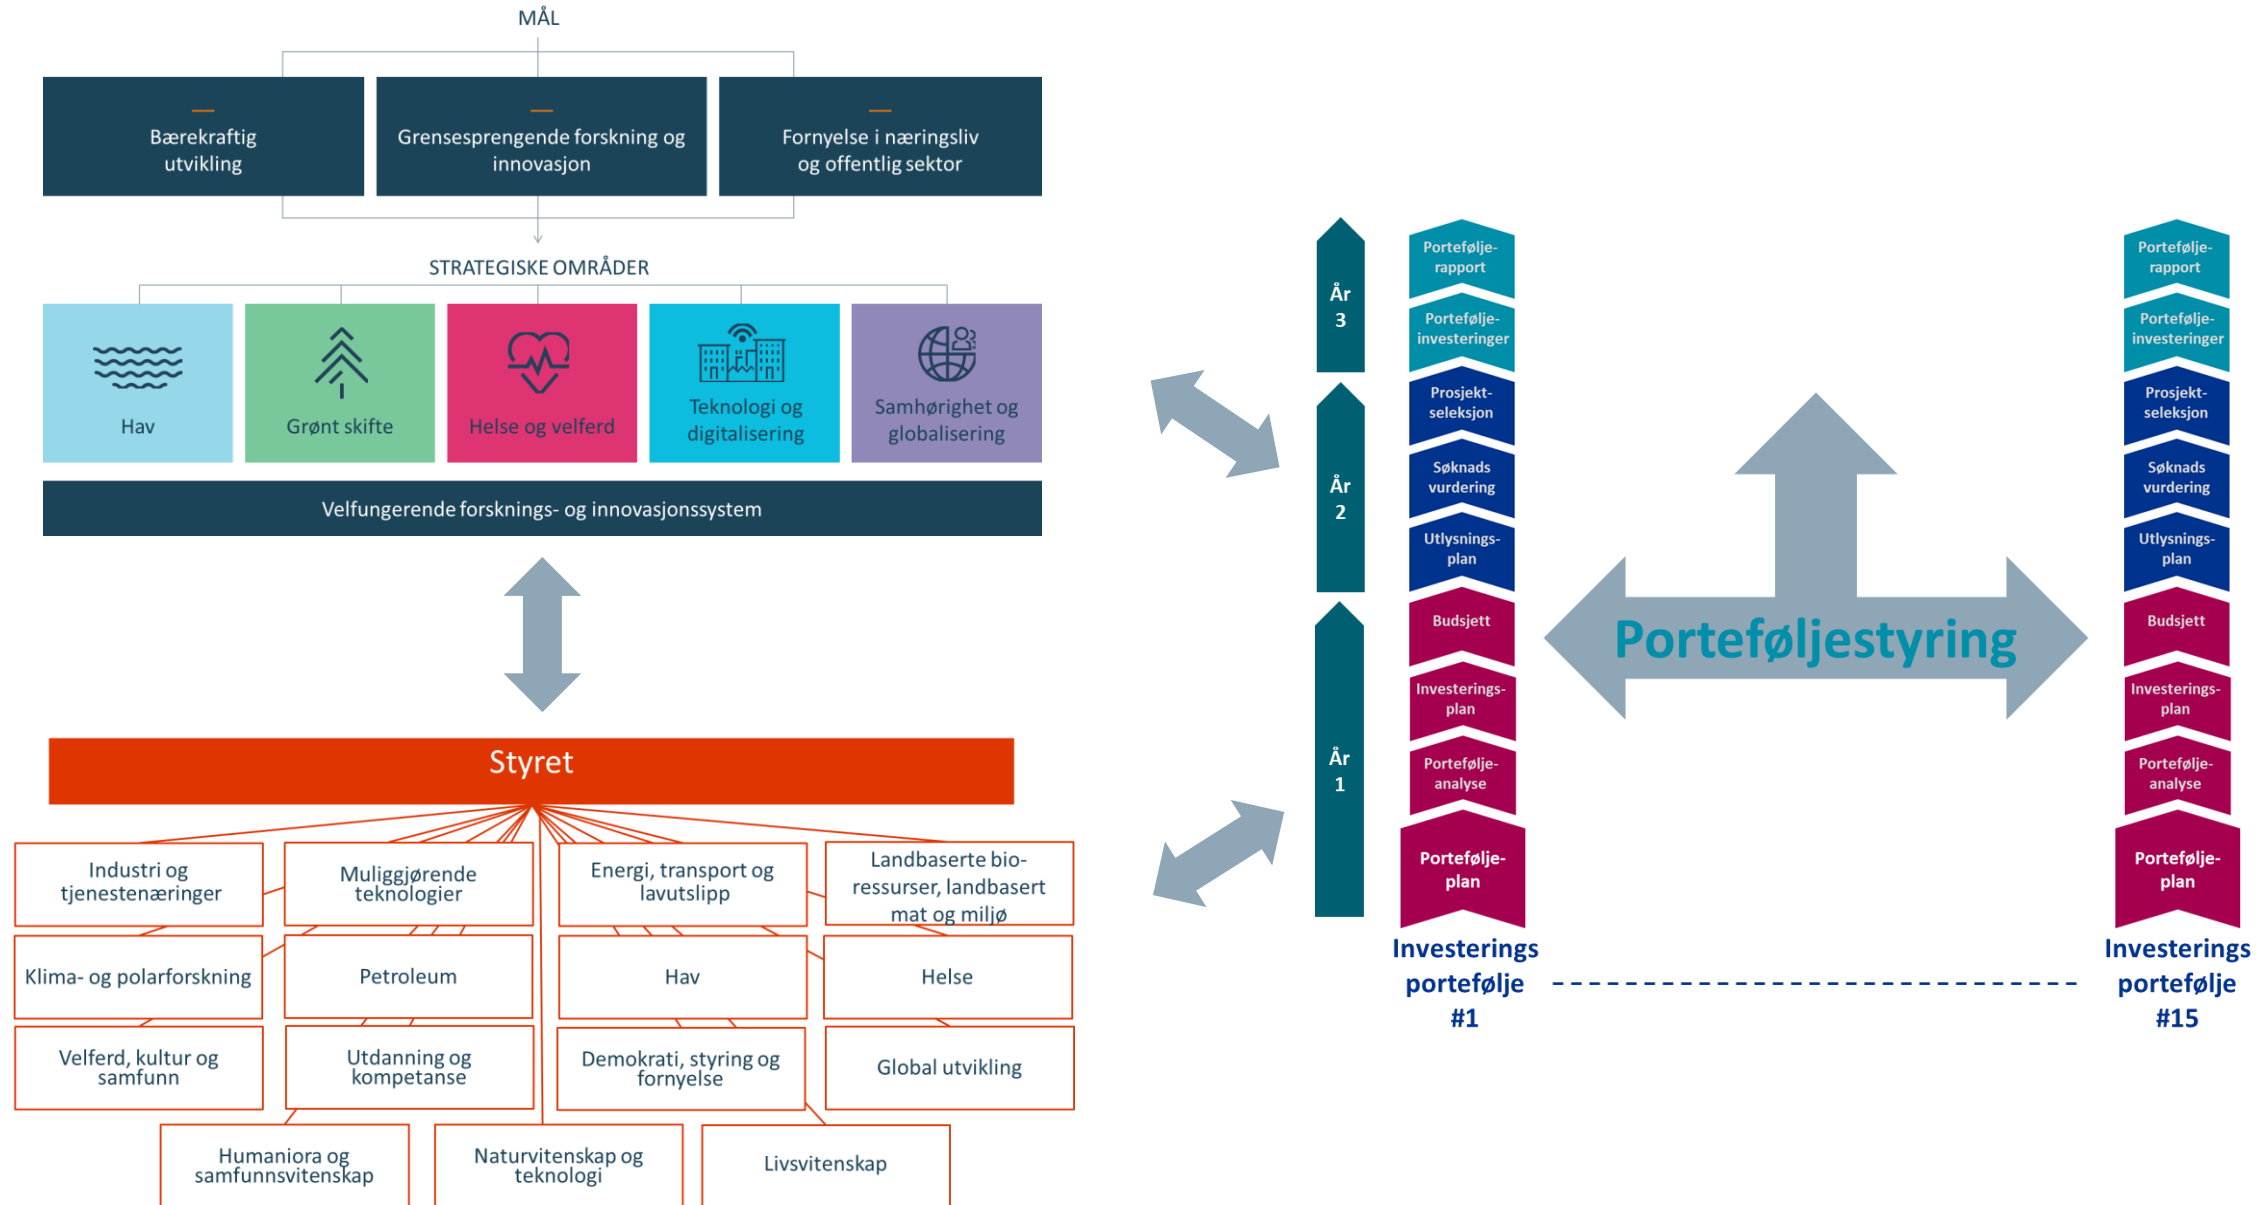 MÅL
Bærekraftig
utvikling
Grensesprengende forskning og
innovasjon
Fornyelse i næringsliv
og offentlig sektor
STRATEGISKE OMRÅDER
Hav
Grønt skifte
Helse og velferd
Teknologi og
digitalisering
Samhørighet og
globalisering
Velfungerende forsknings- og innovasjonssystem
Styret
Industri og
tjenestenæringer
Muliggjørende
teknologier
Energi, transport og
lavutslipp
Landbaserte bio-
ressurser, landbasert
mat og miljø
Klima- og polarforskning
Petroleum
Hav
Helse
Velferd, kultur og
samfunn
Utdanning og
kompetanse
Demokrati, styring og
fornyelse
Global utvikling
Humaniora og
samfunnsvitenskap
Naturvitenskap og
teknologi
Livsvitenskap
År
3
År
2
År
1
Portefølje-
rapport
Portefølje-
investeringer
Prosjekt-
seleksjon
Søknads
vurdering
Utlysnings-
plan
Budsjett
Investerings-
plan
Portefølje-
analyse
Portefølje-
plan
Investerings
portefølje
#1
Porteføljestyring
Portefølje-
rapport
Portefølje-
investeringer
Prosjekt-
seleksjon
Søknads
vurdering
Utlysnings-
plan
Budsjett
Investerings-
plan
Portefølje-
analyse
Portefølje-
plan
Investerings
portefølje
#15